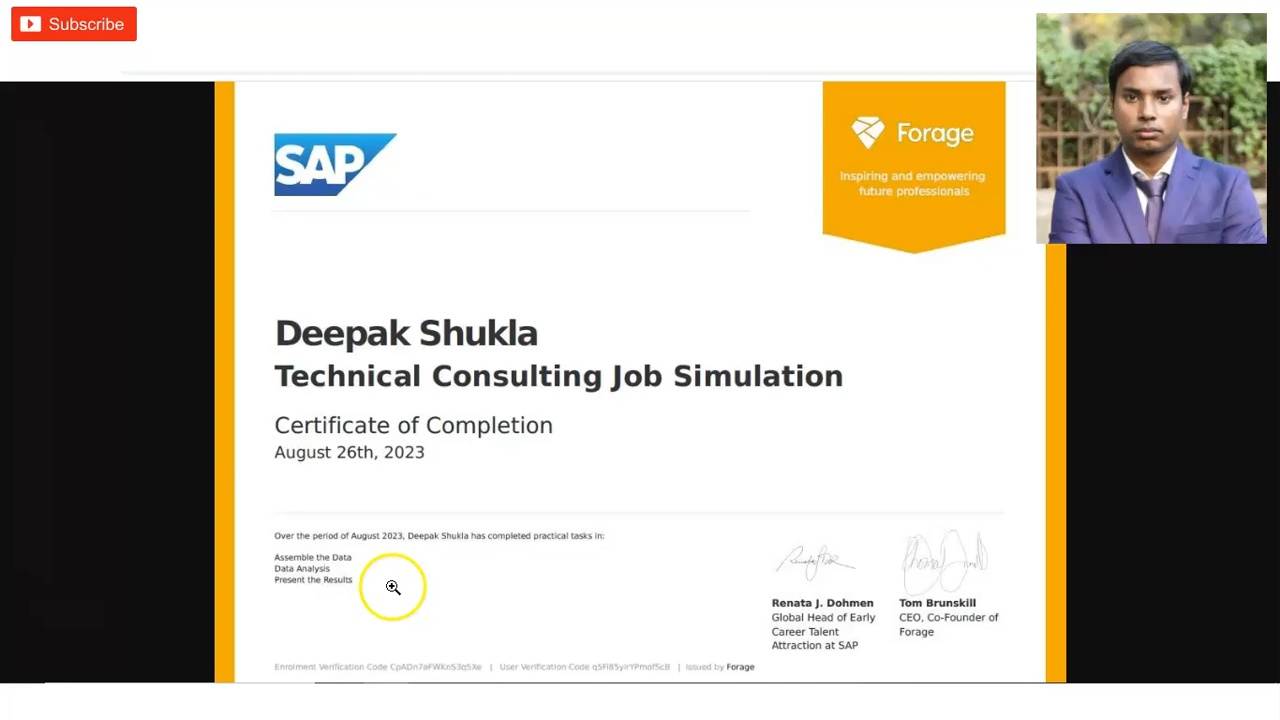 Subscribe
SAP
Forage
Inspiring and empowering
future professionals
Deepak Shukla
Technical Consulting Job Simulation
Certificate of Completion
August 26th, 2023
Over the period of August 2023, Deepak Shukla has completed practical tasks in:
Assemble the Data
Data Analysis
Present the Results
Renata J. Dohmen
Global Head of Early
Career Talent
Attraction at SAP
Tom Brunskill
CEO, Co-Founder of
Forage
Enrolment Verification Code | User Verification Code | Issued by Forage